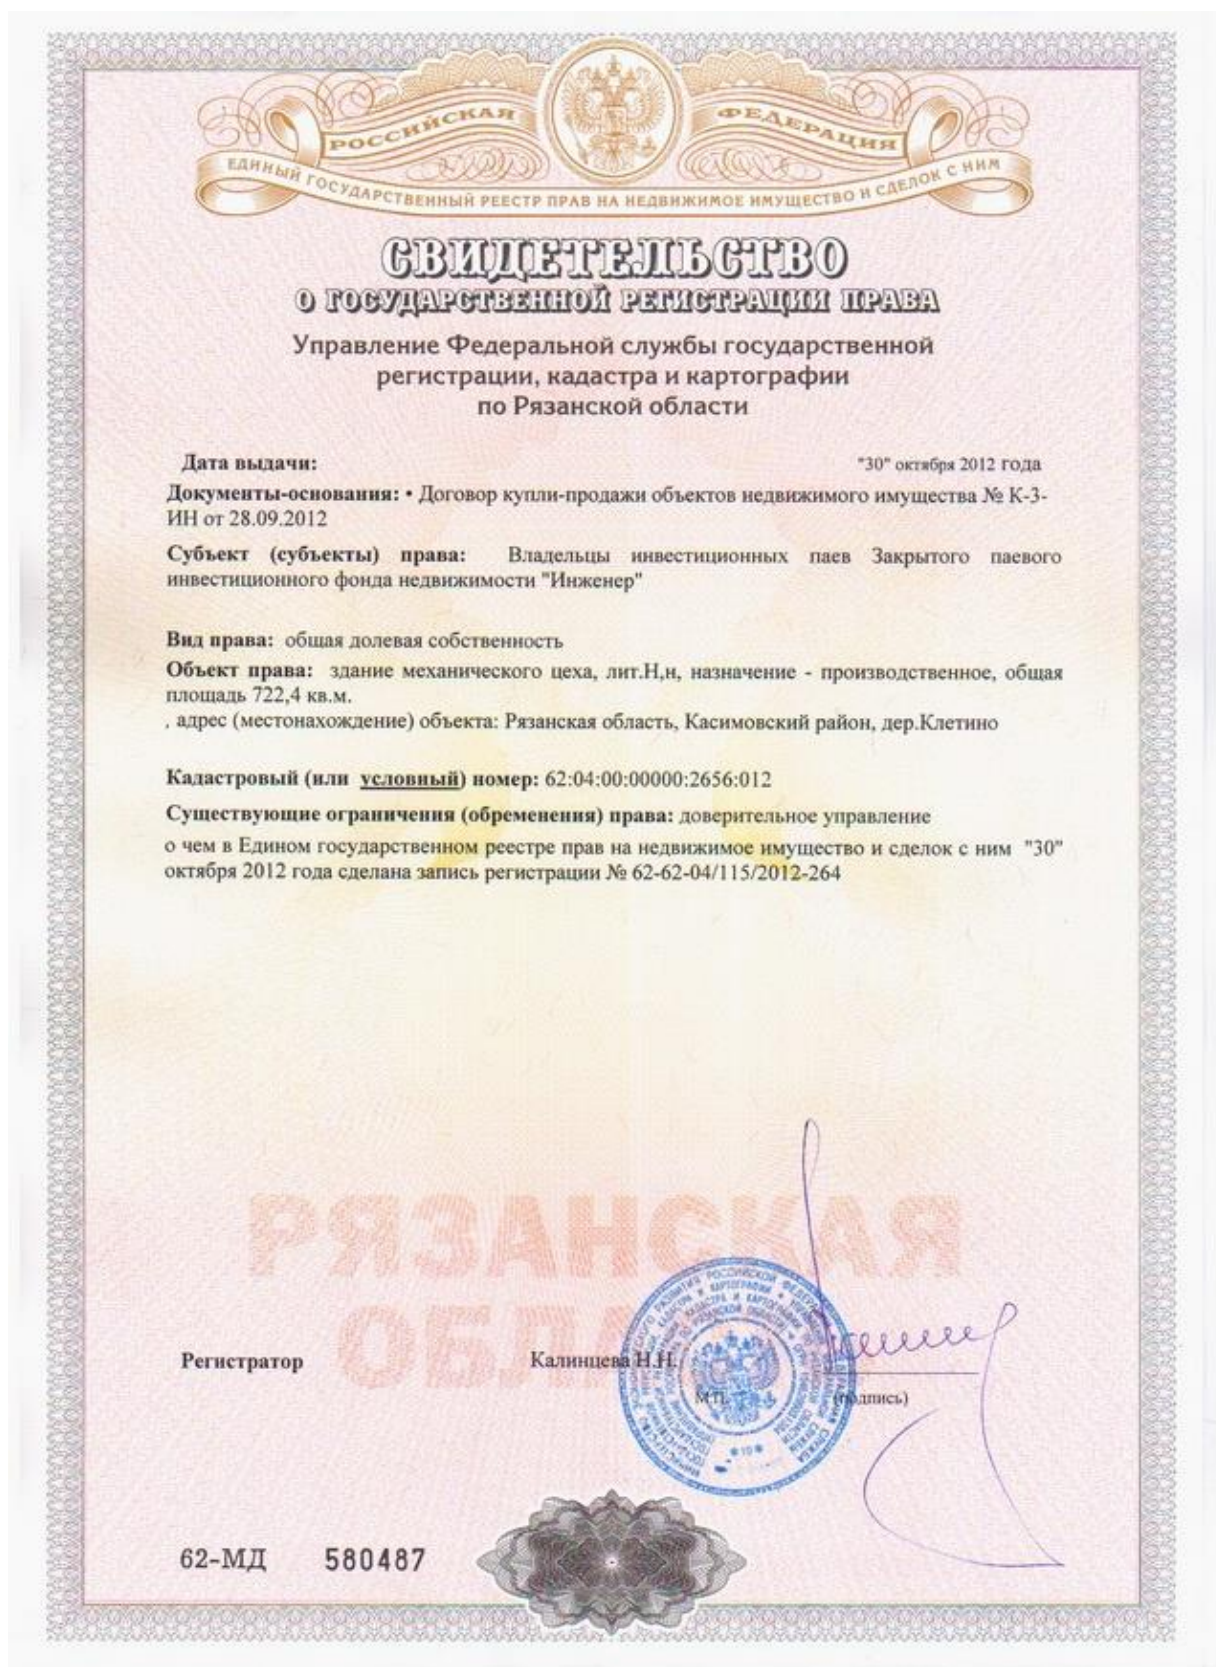 РОССИЙСКАЯ ФЕДЕРАЦИЯ
ЕДИНЫЙ ГОСУДАРСТВЕННЫЙ РЕЕСТР ПРАВ НА НЕДВИЖИМОЕ ИМУЩЕСТВО И СДЕЛОК С НИМ
СВИДЕТЕЛЬСТВО
О ГОСУДАРСТВЕННОЙ РЕГИСТРАЦИИ ПРАВА
Управление Федеральной службы государственной
регистрации, кадастра и картографии
по Рязанской области
Дата выдачи: "30" октября 2012 года
Документы-основания: • Договор купли-продажи объектов недвижимого имущества № К-3-
ИН от 28.09.2012
Субъект (субъекты) права: Владельцы инвестиционных паев Закрытого паевого
инвестиционного фонда недвижимости "Инженер"
Вид права: общая долевая собственность
Объект права: здание механического цеха, лит.Н,н, назначение - производственное, общая
площадь 722,4 кв.м.
, адрес (местонахождение) объекта: Рязанская область, Касимовский район, дер.Клетино
Кадастровый (или условный) номер: 62:04:00:00000:2656:012
Существующие ограничения (обременения) права: доверительное управление
о чем в Едином государственном реестре прав на недвижимое имущество и сделок с ним "30"
октября 2012 года сделана запись регистрации № 62-62-04/115/2012-264
РЯЗАНСКАЯ
Регистратор Калинцева Н.Н.
М.П. (подпись)
62-МД 580487